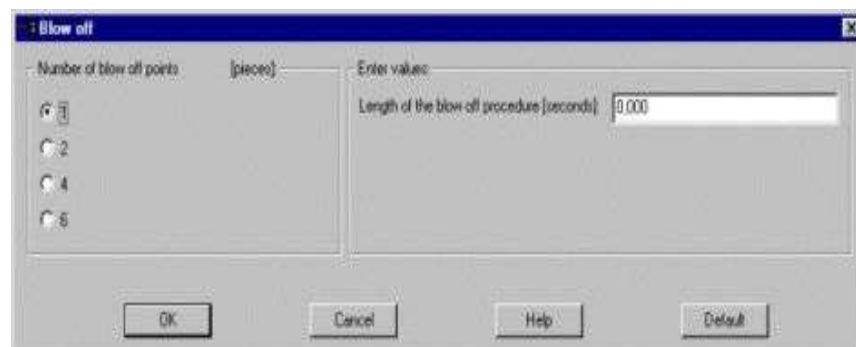 Blow off
Number of blow off points [pieces]
1
2
4
6
Enter values
Length of the blow off procedure [seconds] 0,000
OK Cancel Help Default